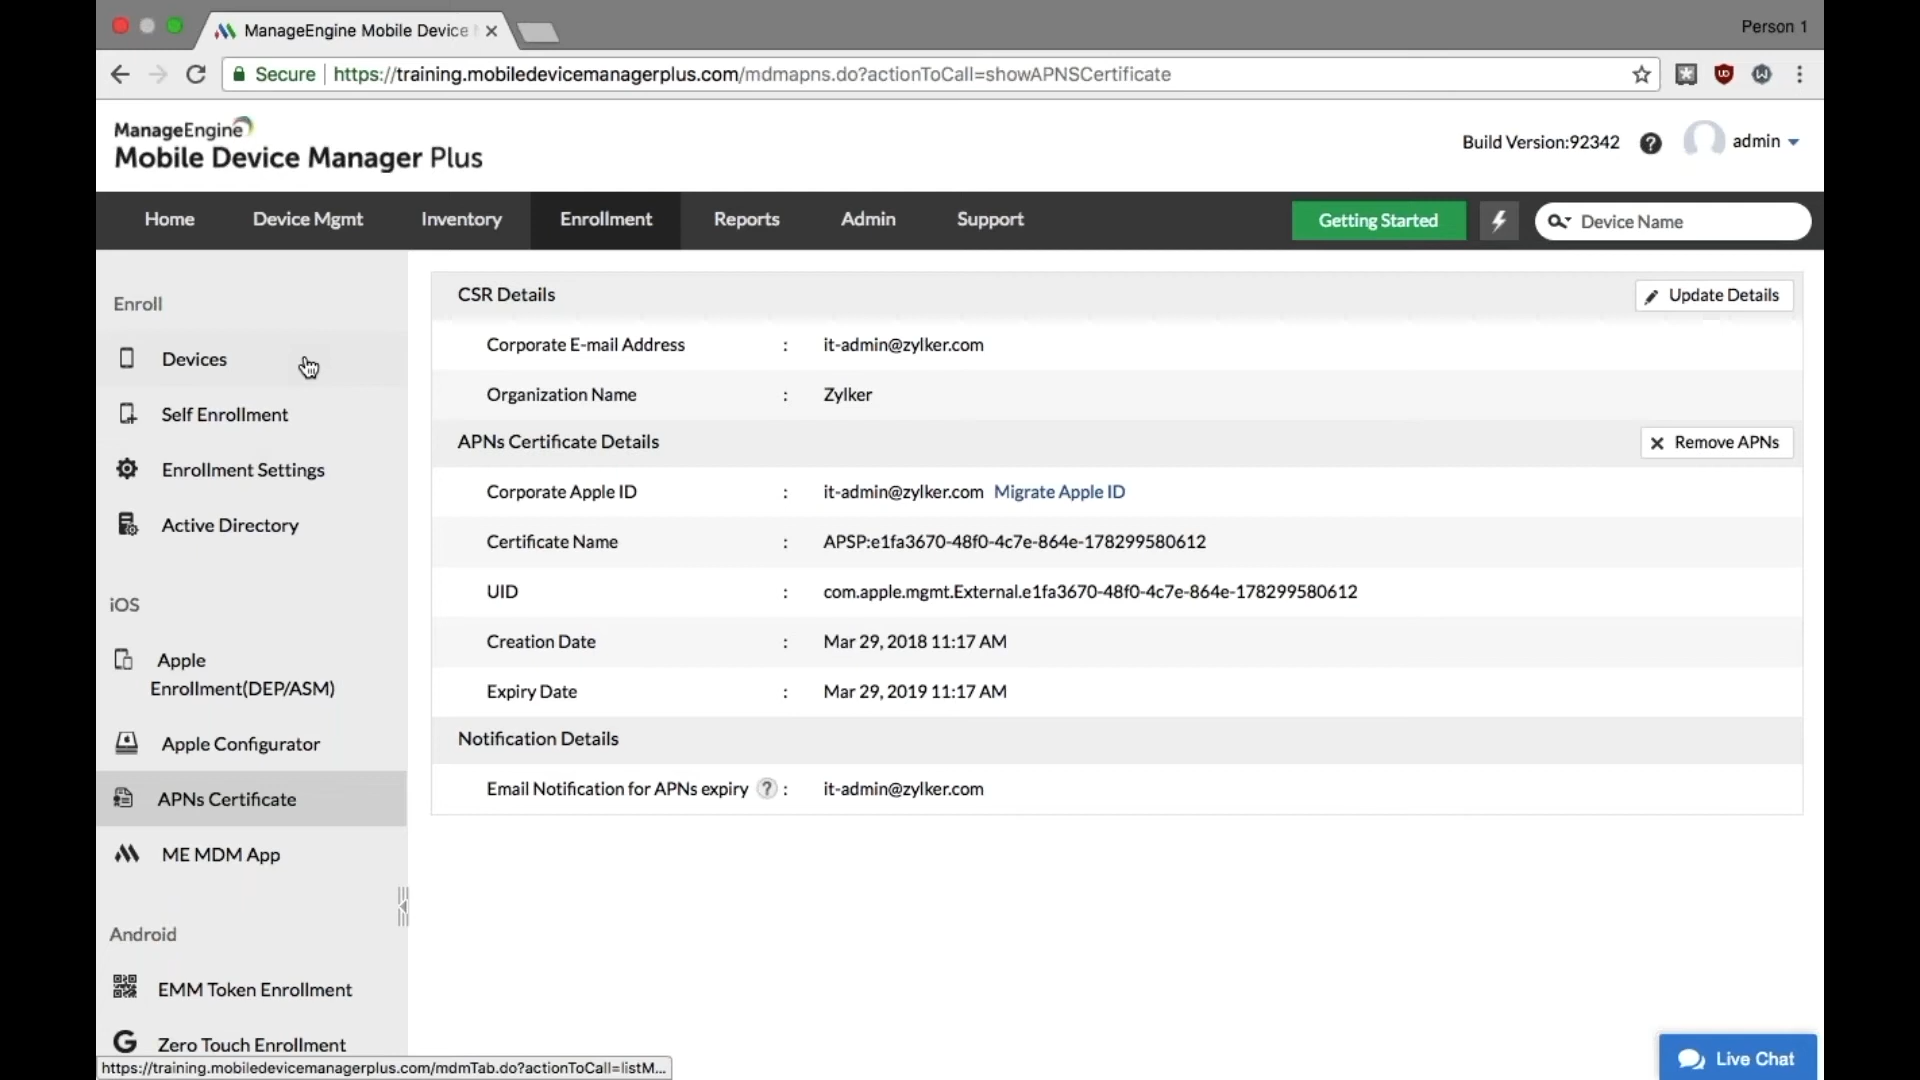 ManageEngine Mobile Device
Person 1
Secure
https://training.mobiledevicemanagerplus.com/mdmapns.do?actionToCall=showAPNSCertificate
ManageEngine
Mobile Device Manager Plus
Build Version:92342
admin
Home
Device Mgmt
Inventory
Enrollment
Reports
Admin
Support
Getting Started
Device Name
Enroll
Devices
Self Enrollment
Enrollment Settings
Active Directory
iOS
Apple
Enrollment(DEP/ASM)
Apple Configurator
APNs Certificate
ME MDM App
Android
EMM Token Enrollment
Zero Touch Enrollment
CSR Details
Update Details
Corporate E-mail Address : it-admin@zylker.com
Organization Name : Zylker
APNs Certificate Details
Remove APNs
Corporate Apple ID : it-admin@zylker.com Migrate Apple ID
Certificate Name : APSP:e1fa3670-48f0-4c7e-864e-178299580612
UID : com.apple.mgmt.External.e1fa3670-48f0-4c7e-864e-178299580612
Creation Date : Mar 29, 2018 11:17 AM
Expiry Date : Mar 29, 2019 11:17 AM
Notification Details
Email Notification for APNs expiry ? : it-admin@zylker.com
https://training.mobiledevicemanagerplus.com/mdmTab.do?actionToCall=listM...
Live Chat